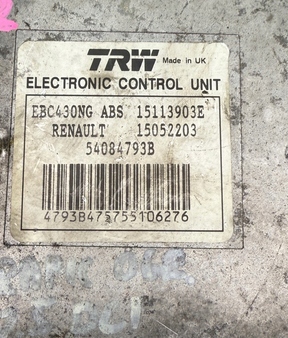 TRW Made in UK
ELECTRONIC CONTROL UNIT
EBC430NG ABS 15113903E
RENAULT 15052203
54084793B
4793B475755106276